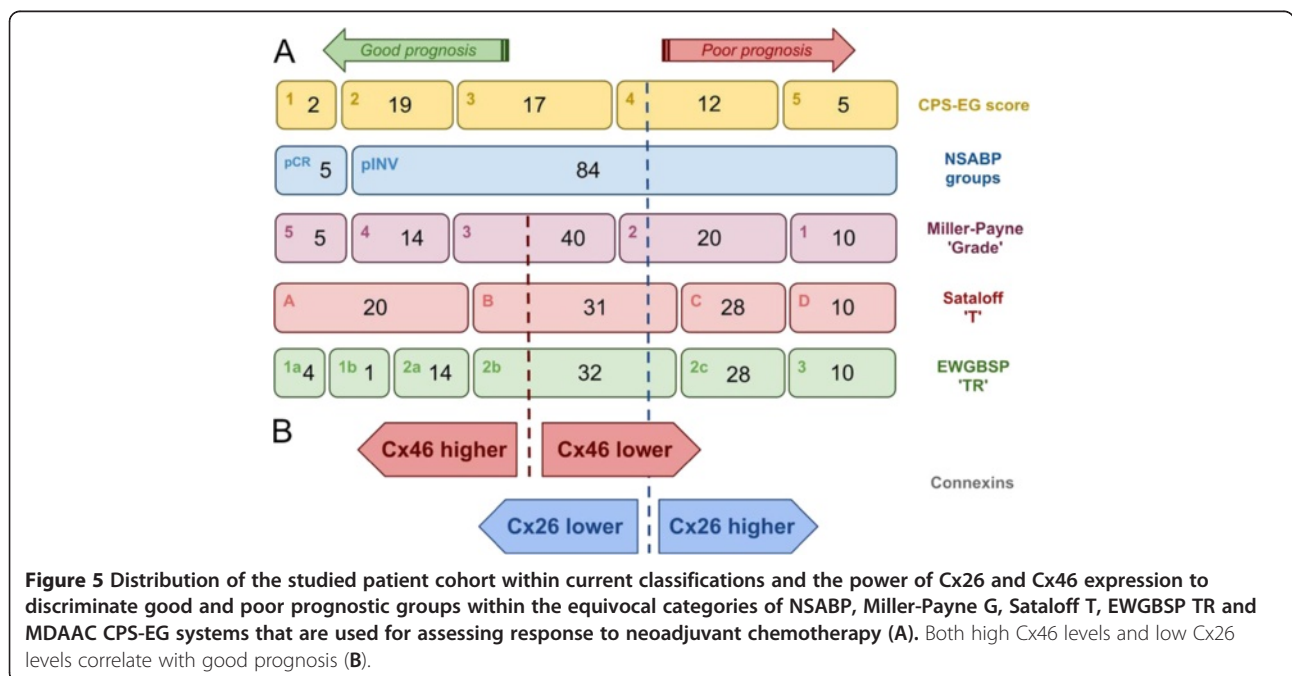 A
Good prognosis
Poor prognosis
1 2 2 19 3 17 4 12 5 5 CPS-EG score
pCR 5 pINV 84 NSABP
groups
5 5 4 14 3 40 2 20 1 10 Miller-Payne
'Grade'
A 20 B 31 C 28 D 10 Sataloff
'T'
1a 4 1b 1 2a 14 2b 32 2c 28 3 10 EWGBSP
'TR'
B
Cx46 higher Cx46 lower
Connexins
Cx26 lower Cx26 higher
Figure 5 Distribution of the studied patient cohort within current classifications and the power of Cx26 and Cx46 expression to
discriminate good and poor prognostic groups within the equivocal categories of NSABP, Miller-Payne G, Sataloff T, EWGBSP TR and
MDAAC CPS-EG systems that are used for assessing response to neoadjuvant chemotherapy (A). Both high Cx46 levels and low Cx26
levels correlate with good prognosis (B).